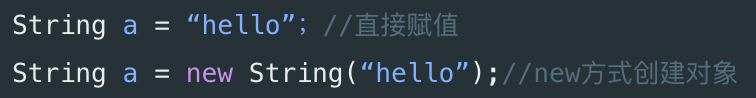 String a = “hello”; //直接赋值
String a = new String(“hello”);//new方式创建对象